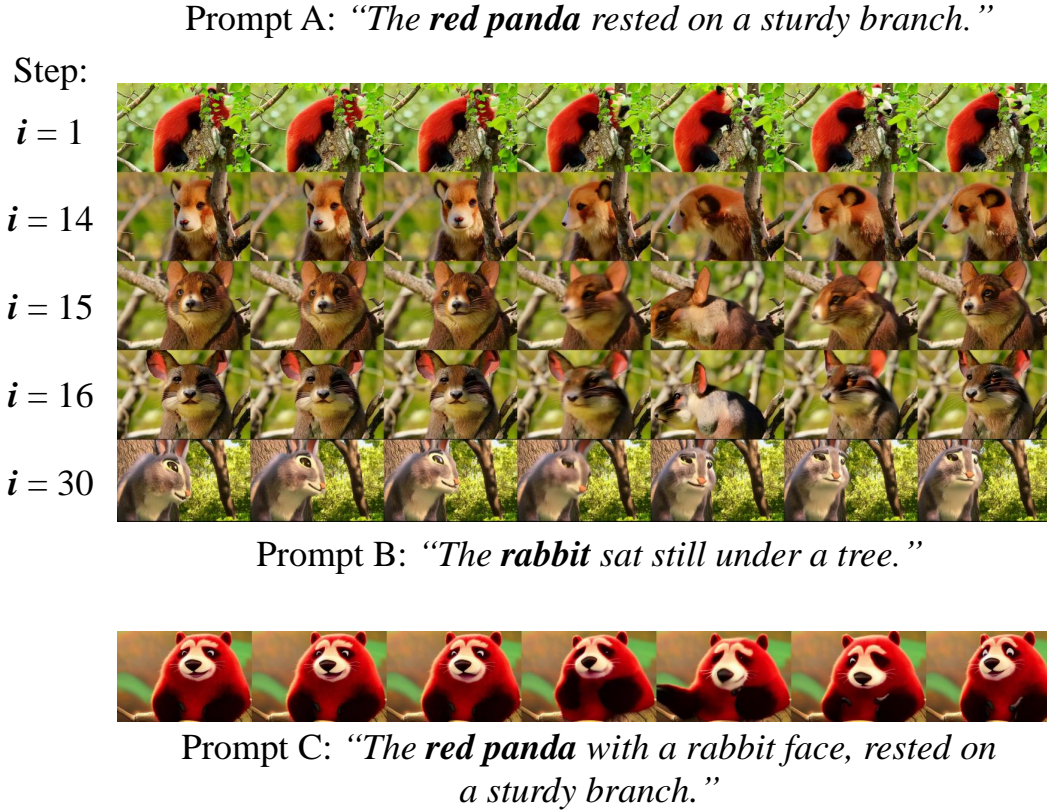 Prompt A: “The red panda rested on a sturdy branch.”
Step:
i = 1
i = 14
i = 15
i = 16
i = 30
Prompt B: “The rabbit sat still under a tree.”
Prompt C: “The red panda with a rabbit face, rested on
a sturdy branch.”